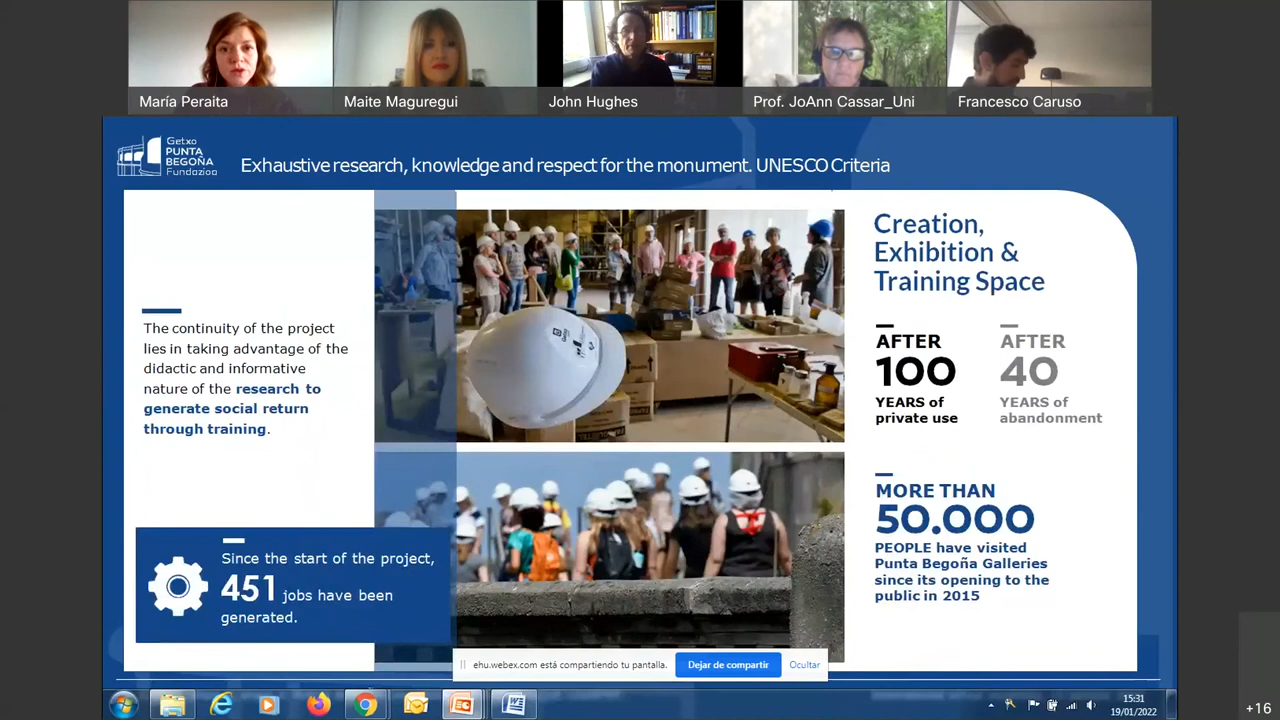 María Peraita
Maite Maguregui
John Hughes
Prof. JoAnn Cassar_Uni
Francesco Caruso
Getxo
PUNTA
BEGOÑA
Fundazioa
Exhaustive research, knowledge and respect for the monument. UNESCO Criteria
The continuity of the project
lies in taking advantage of the
didactic and informative
nature of the research to
generate social return
through training.
Since the start of the project,
451 jobs have been
generated.
Creation,
Exhibition &
Training Space
AFTER
100
YEARS of
private use
AFTER
40
YEARS of
abandonment
MORE THAN
50.000
PEOPLE have visited
Punta Begoña Galleries
since its opening to the
public in 2015
ehu.webex.com está compartiendo tu pantalla.
Dejar de compartir
Ocultar
15:31
19/01/2022
+16